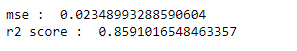 mse :  0.02348993288590604
r2 score :  0.8591016548463357